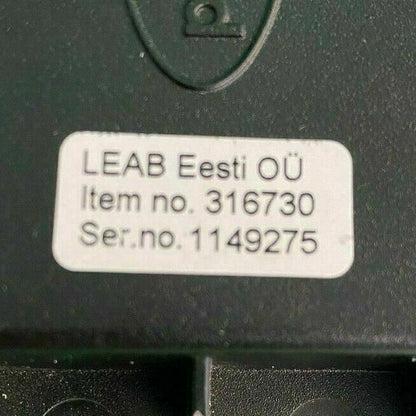 LEAB Eesti OÜ
Item no. 316730
Ser.no. 1149275